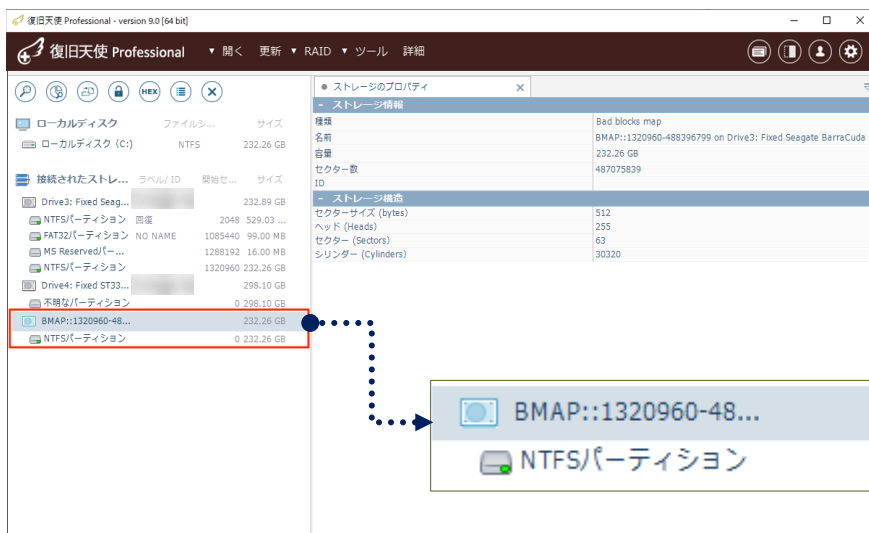 復旧天使 Professional - version 9.0 [64 bit]
復旧天使 Professional ▼ 開く 更新 ▼ RAID ▼ ツール 詳細
HEX
ローカルディスク ファイルシ... サイズ
ローカルディスク (C:) NTFS 232.26 GB
接続されたストレ... ラベル/ ID 開始セ... サイズ
Drive3: Fixed Seag... 232.89 GB
NTFSパーティション 回復 2048 529.03 ...
FAT32パーティション NO NAME 1085440 99.00 MB
MS Reservedパー... 1288192 16.00 MB
NTFSパーティション 1320960 232.26 GB
Drive4: Fixed ST33... 298.10 GB
不明なパーティション 0 298.10 GB
BMAP::1320960-48... 232.26 GB
NTFSパーティション 0 232.26 GB
● ストレージのプロパティ ×
- ストレージ情報
種類 Bad blocks map
名前 BMAP::1320960-488396799 on Drive3: Fixed Seagate BarraCuda
容量 232.26 GB
セクター数 487075839
ID
- ストレージ構造
セクターサイズ (bytes) 512
ヘッド (Heads) 255
セクター (Sectors) 63
シリンダー (Cylinders) 30320
BMAP::1320960-48...
NTFSパーティション